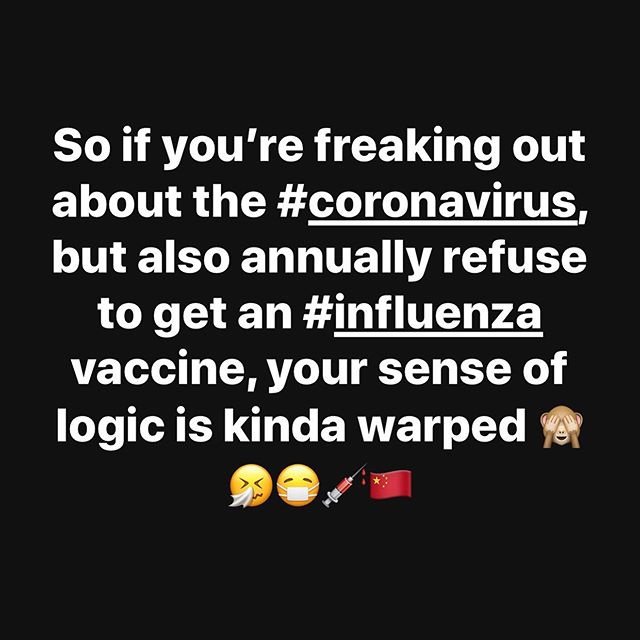 So if you’re freaking out
about the #coronavirus,
but also annually refuse
to get an #influenza
vaccine, your sense of
logic is kinda warped 🙈
🤧😷💉🇨🇳